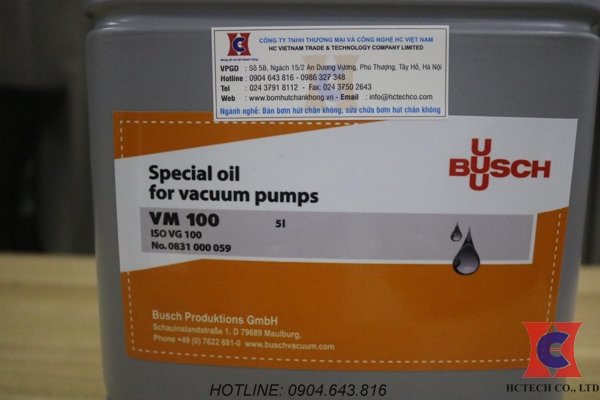 CÔNG TY TNHH THƯƠNG MẠI VÀ CÔNG NGHỆ HC VIỆT NAM
HC VIETNAM TRADE & TECHNOLOGY COMPANY LIMITED
VPGD : Số 5B, Ngách 15/2 An Dương Vương, Phú Thượng, Tây Hồ, Hà Nội
Hotline : 0904 643 816 - 0986 327 348
Tel : 024 3791 8112 - Fax: 024 3750 2643
Web : www.bomhutchankhong.vn - Email : info@hctechco.com
Ngành nghề: Bán bơm hút chân không, sửa chữa bơm hút chân không
BUSCH
Special oil
for vacuum pumps
VM 100 5l
ISO VG 100
No. 0831 000 059
Busch Produktions GmbH
Schauinslandstraße 1, D 79689 Maulburg,
Phone +49 (0) 7622 681-0 www.buschvacuum.com
HOTLINE: 0904.643.816
HCTECH CO., LTD